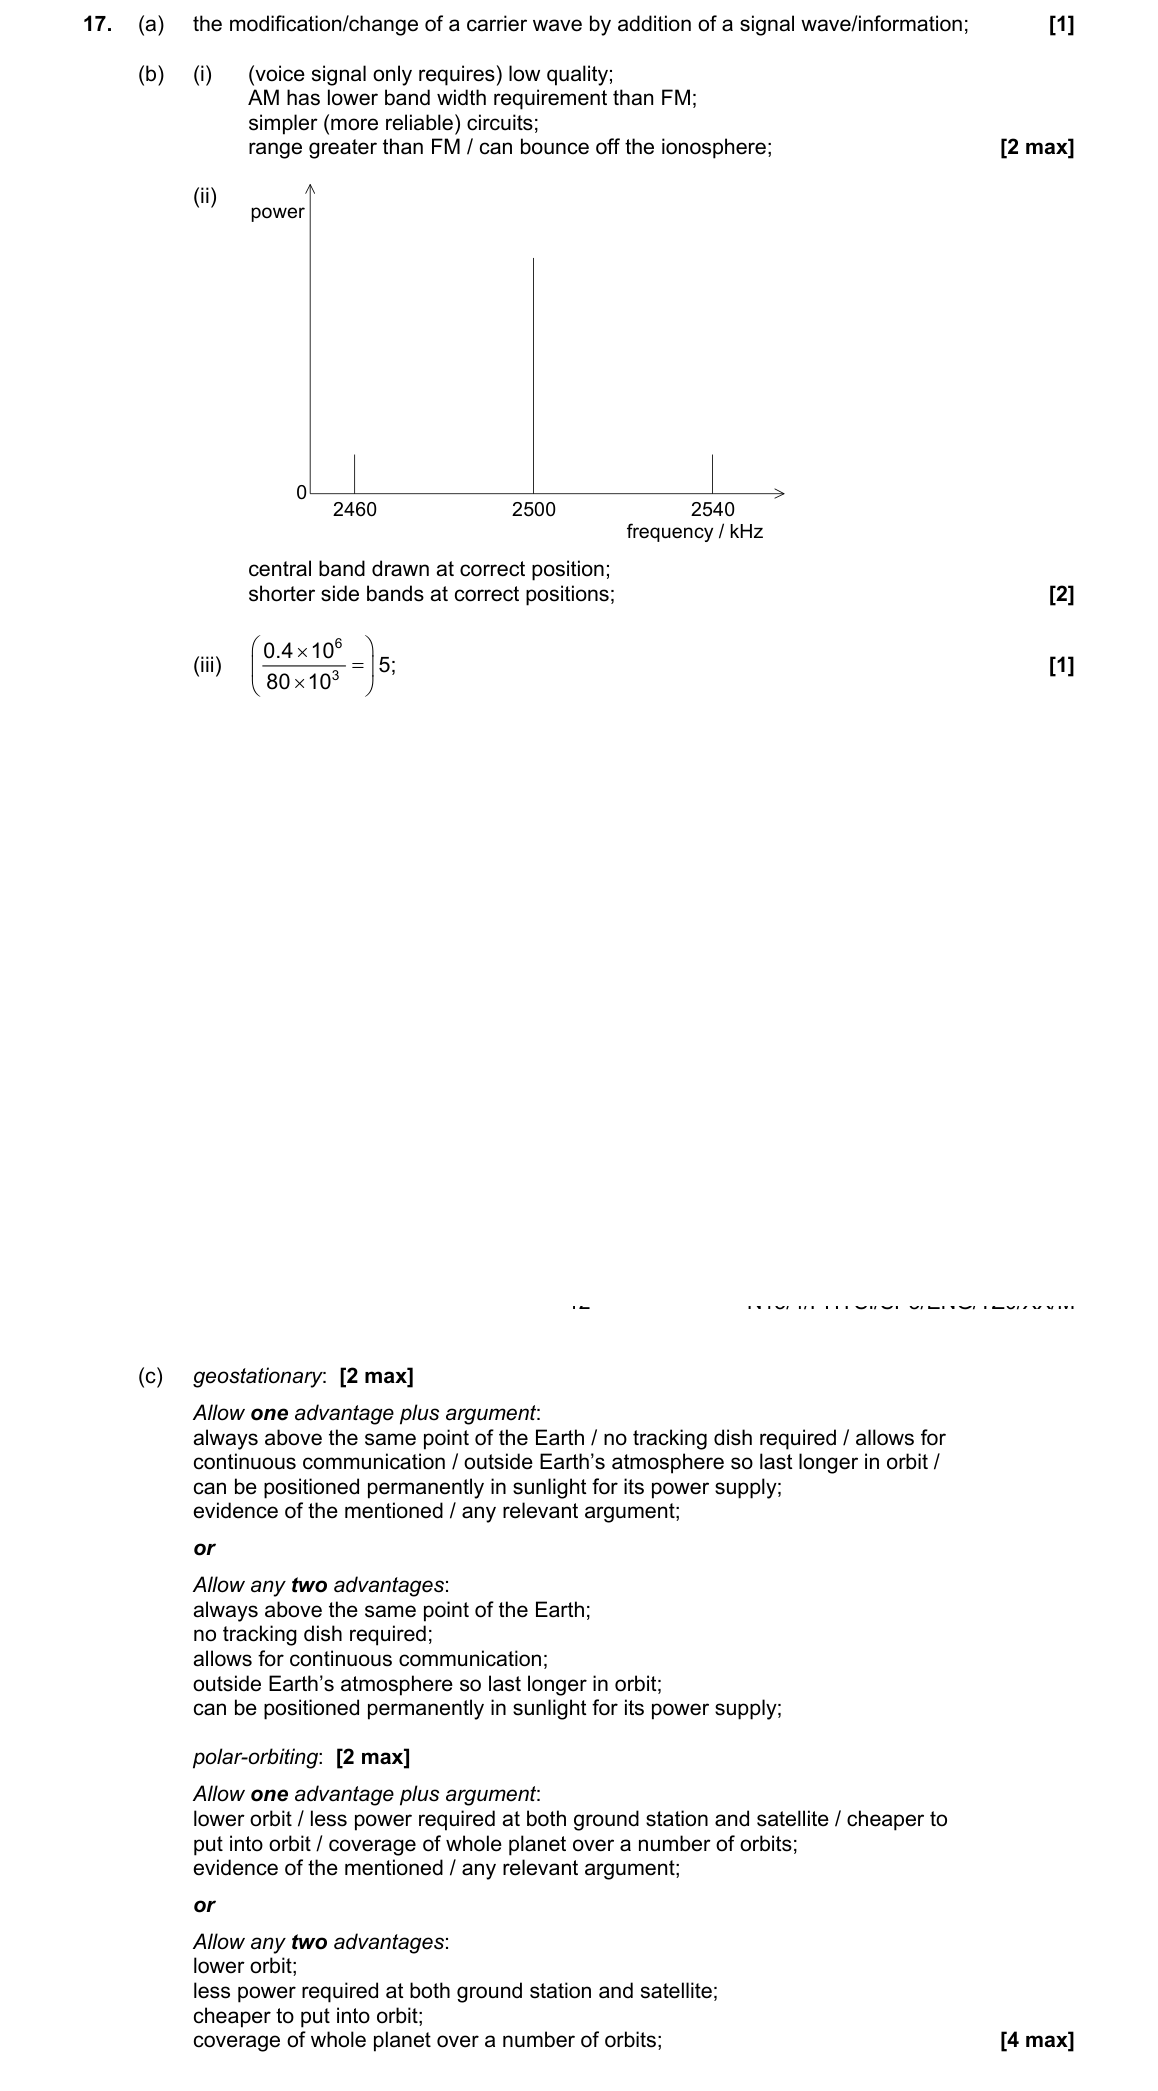 17. (a) the modification/change of a carrier wave by addition of a signal wave/information; [1]
(b) (i) (voice signal only requires) low quality;
AM has lower band width requirement than FM;
simpler (more reliable) circuits;
range greater than FM / can bounce off the ionosphere; [2 max]
(ii)
power
0
2460 2500 2540
frequency / kHz
central band drawn at correct position;
shorter side bands at correct positions; [2]
(iii) (0.4×10⁶ / 80×10³ =) 5; [1]
(c) geostationary: [2 max]
Allow one advantage plus argument:
always above the same point of the Earth / no tracking dish required / allows for
continuous communication / outside Earth's atmosphere so last longer in orbit /
can be positioned permanently in sunlight for its power supply;
evidence of the mentioned / any relevant argument;
or
Allow any two advantages:
always above the same point of the Earth;
no tracking dish required;
allows for continuous communication;
outside Earth's atmosphere so last longer in orbit;
can be positioned permanently in sunlight for its power supply;
polar-orbiting: [2 max]
Allow one advantage plus argument:
lower orbit / less power required at both ground station and satellite / cheaper to
put into orbit / coverage of whole planet over a number of orbits;
evidence of the mentioned / any relevant argument;
or
Allow any two advantages:
lower orbit;
less power required at both ground station and satellite;
cheaper to put into orbit;
coverage of whole planet over a number of orbits; [4 max]